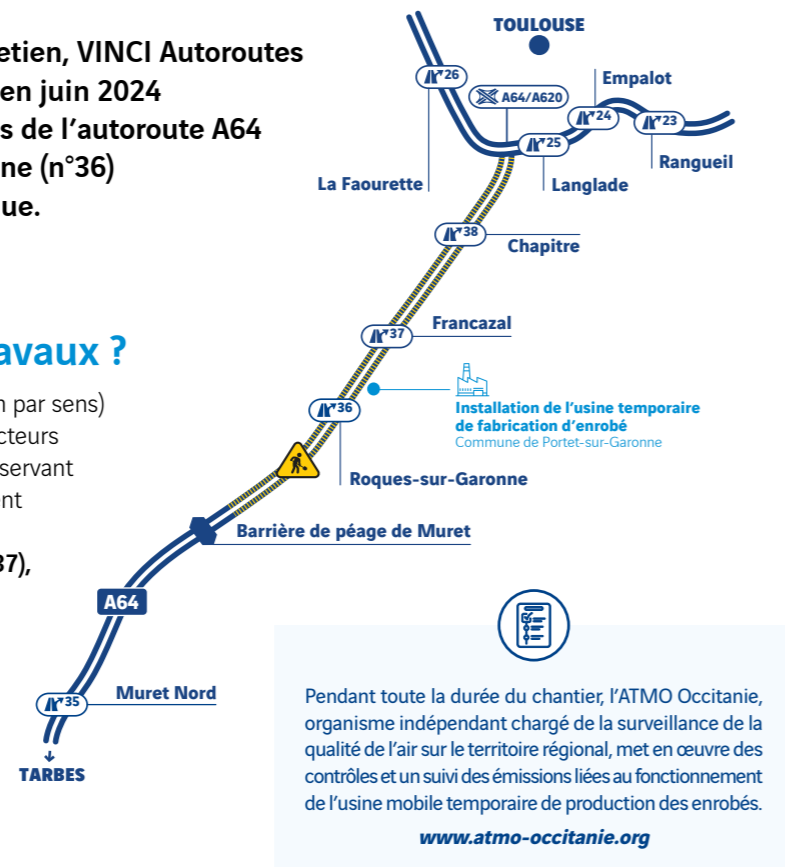 etien, VINCI Autoroutes
en juin 2024
s de l'autoroute A64
ne (n°36)
ue.
avaux ?
n par sens)
cteurs
servant
nt
37),
TOULOUSE
26
A64/A620
Empalot
24
23
25
La Faourette
Langlade
Rangueil
38
Chapitre
Francazal
37
36
Installation de l'usine temporaire
de fabrication d'enrobé
Commune de Portet-sur-Garonne
Roques-sur-Garonne
Barrière de péage de Muret
A64
Muret Nord
35
TARBES
Pendant toute la durée du chantier, l'ATMO Occitanie,
organisme indépendant chargé de la surveillance de la
qualité de l'air sur le territoire régional, met en œuvre des
contrôles et un suivi des émissions liées au fonctionnement
de l'usine mobile temporaire de production des enrobés.
www.atmo-occitanie.org